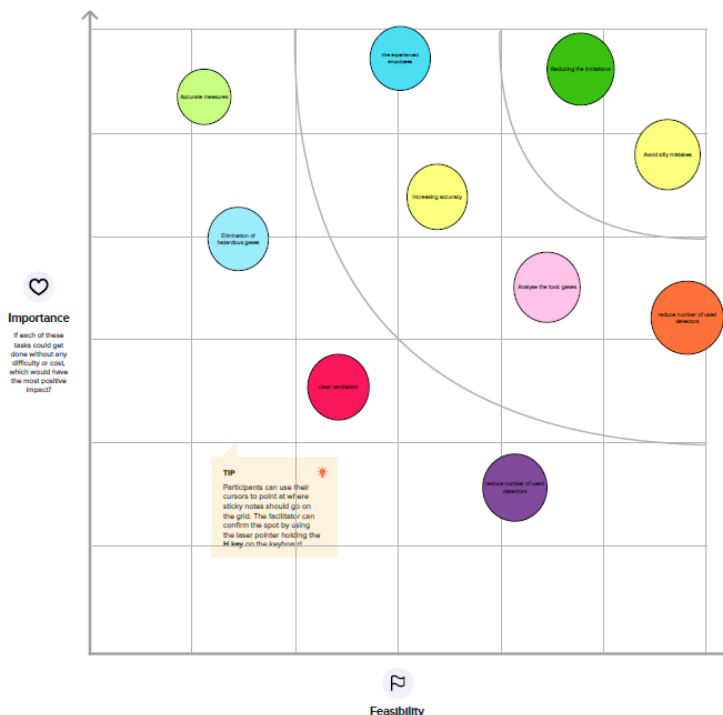 hire experienced
employees
Reducing the limitations
Accurate measures
Avoid silly mistakes
Increasing accuracy
Elimination of
hazardous gases
Analyse the toxic gases
reduce number of used
detectors
clear ventilation
reduce number of used
detectors
Importance
If each of these
tasks could get
done without any
difficulty or cost,
which would have
the most positive
impact?
TIP
Participants can use their
cursors to point at where
sticky notes should go on
the grid. The facilitator can
confirm the spot by using
the laser pointer holding the
H key on the keyboard
Feasibility